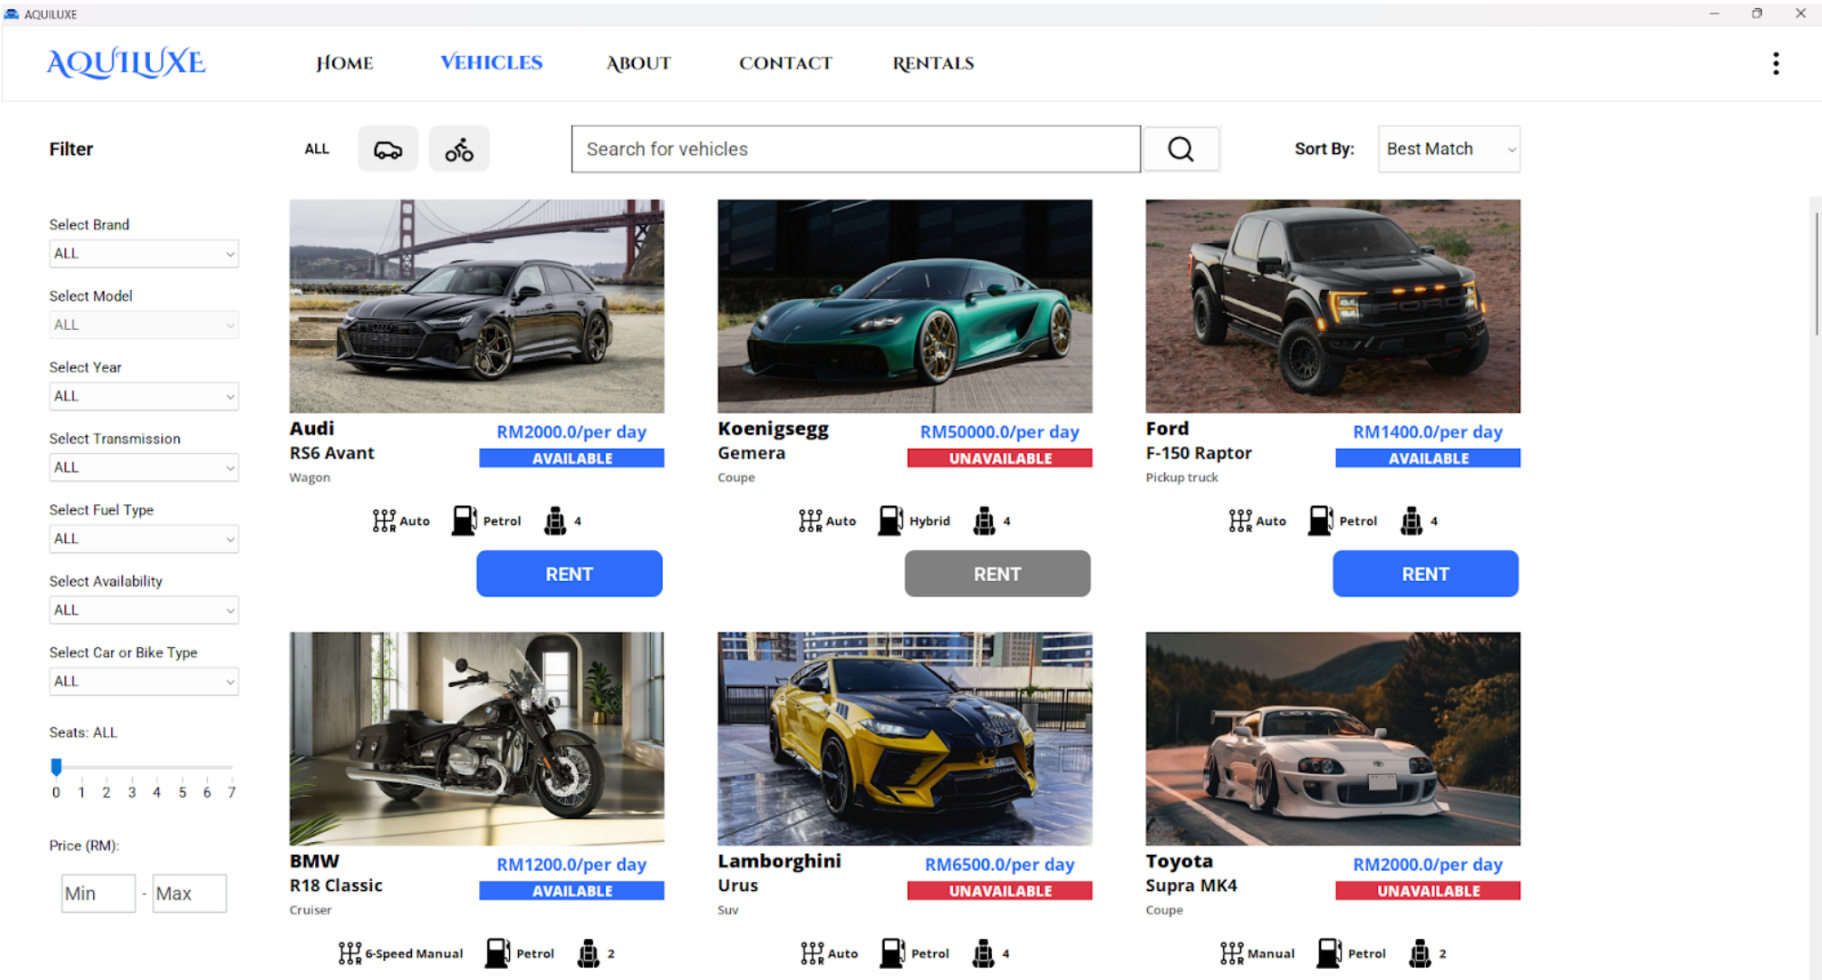 AQUILUXE
AQUILUXE
HOME
VEHICLES
ABOUT
CONTACT
RENTALS
Filter
ALL
Search for vehicles
Sort By:
Best Match
Select Brand
ALL
Select Model
ALL
Select Year
ALL
Select Transmission
ALL
Select Fuel Type
ALL
Select Availability
ALL
Select Car or Bike Type
ALL
Seats: ALL
0 1 2 3 4 5 6 7
Price (RM):
Min - Max
Audi
RS6 Avant
Wagon
RM2000.0/per day
AVAILABLE
R Auto Petrol 4
RENT
Koenigsegg
Gemera
Coupe
RM50000.0/per day
UNAVAILABLE
R Auto Hybrid 4
RENT
FORD
Ford
F-150 Raptor
Pickup truck
RM1400.0/per day
AVAILABLE
R Auto Petrol 4
RENT
BMW
R18 Classic
Cruiser
RM1200.0/per day
AVAILABLE
R 6-Speed Manual Petrol 2
Lamborghini
Urus
Suv
RM6500.0/per day
UNAVAILABLE
R Auto Petrol 4
Toyota
Supra MK4
Coupe
RM2000.0/per day
UNAVAILABLE
R Manual Petrol 2